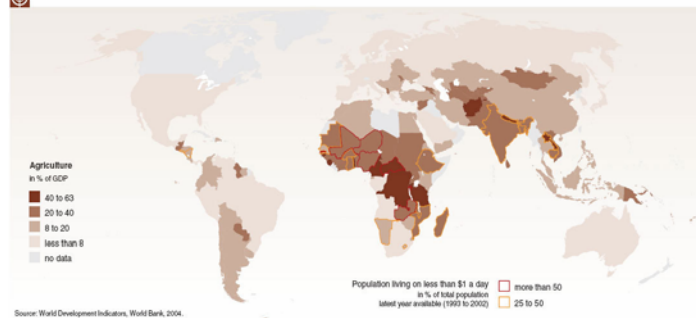 Agriculture
in % of GDP
40 to 63
20 to 40
8 to 20
less than 8
no data
Population living on less than $1 a day
in % of total population
latest year available (1993 to 2002)
more than 50
25 to 50
Source: World Development Indicators, World Bank, 2004.